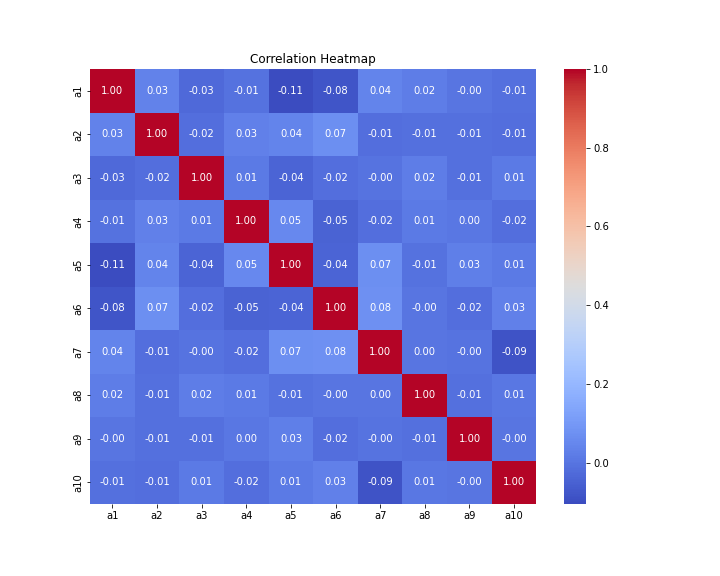 Correlation Heatmap
a1 1.00 0.03 -0.03 -0.01 -0.11 -0.08 0.04 0.02 -0.00 -0.01
a2 0.03 1.00 -0.02 0.03 0.04 0.07 -0.01 -0.01 -0.01 -0.01
a3 -0.03 -0.02 1.00 0.01 -0.04 -0.02 -0.00 0.02 -0.01 0.01
a4 -0.01 0.03 0.01 1.00 0.05 -0.05 -0.02 0.01 0.00 -0.02
a5 -0.11 0.04 -0.04 0.05 1.00 -0.04 0.07 -0.01 0.03 0.01
a6 -0.08 0.07 -0.02 -0.05 -0.04 1.00 0.08 -0.00 -0.02 0.03
a7 0.04 -0.01 -0.00 -0.02 0.07 0.08 1.00 0.00 -0.00 -0.09
a8 0.02 -0.01 0.02 0.01 -0.01 -0.00 0.00 1.00 -0.01 0.01
a9 -0.00 -0.01 -0.01 0.00 0.03 -0.02 -0.00 -0.01 1.00 -0.00
a10 -0.01 -0.01 0.01 -0.02 0.01 0.03 -0.09 0.01 -0.00 1.00
a1 a2 a3 a4 a5 a6 a7 a8 a9 a10
1.0
0.8
0.6
0.4
0.2
0.0